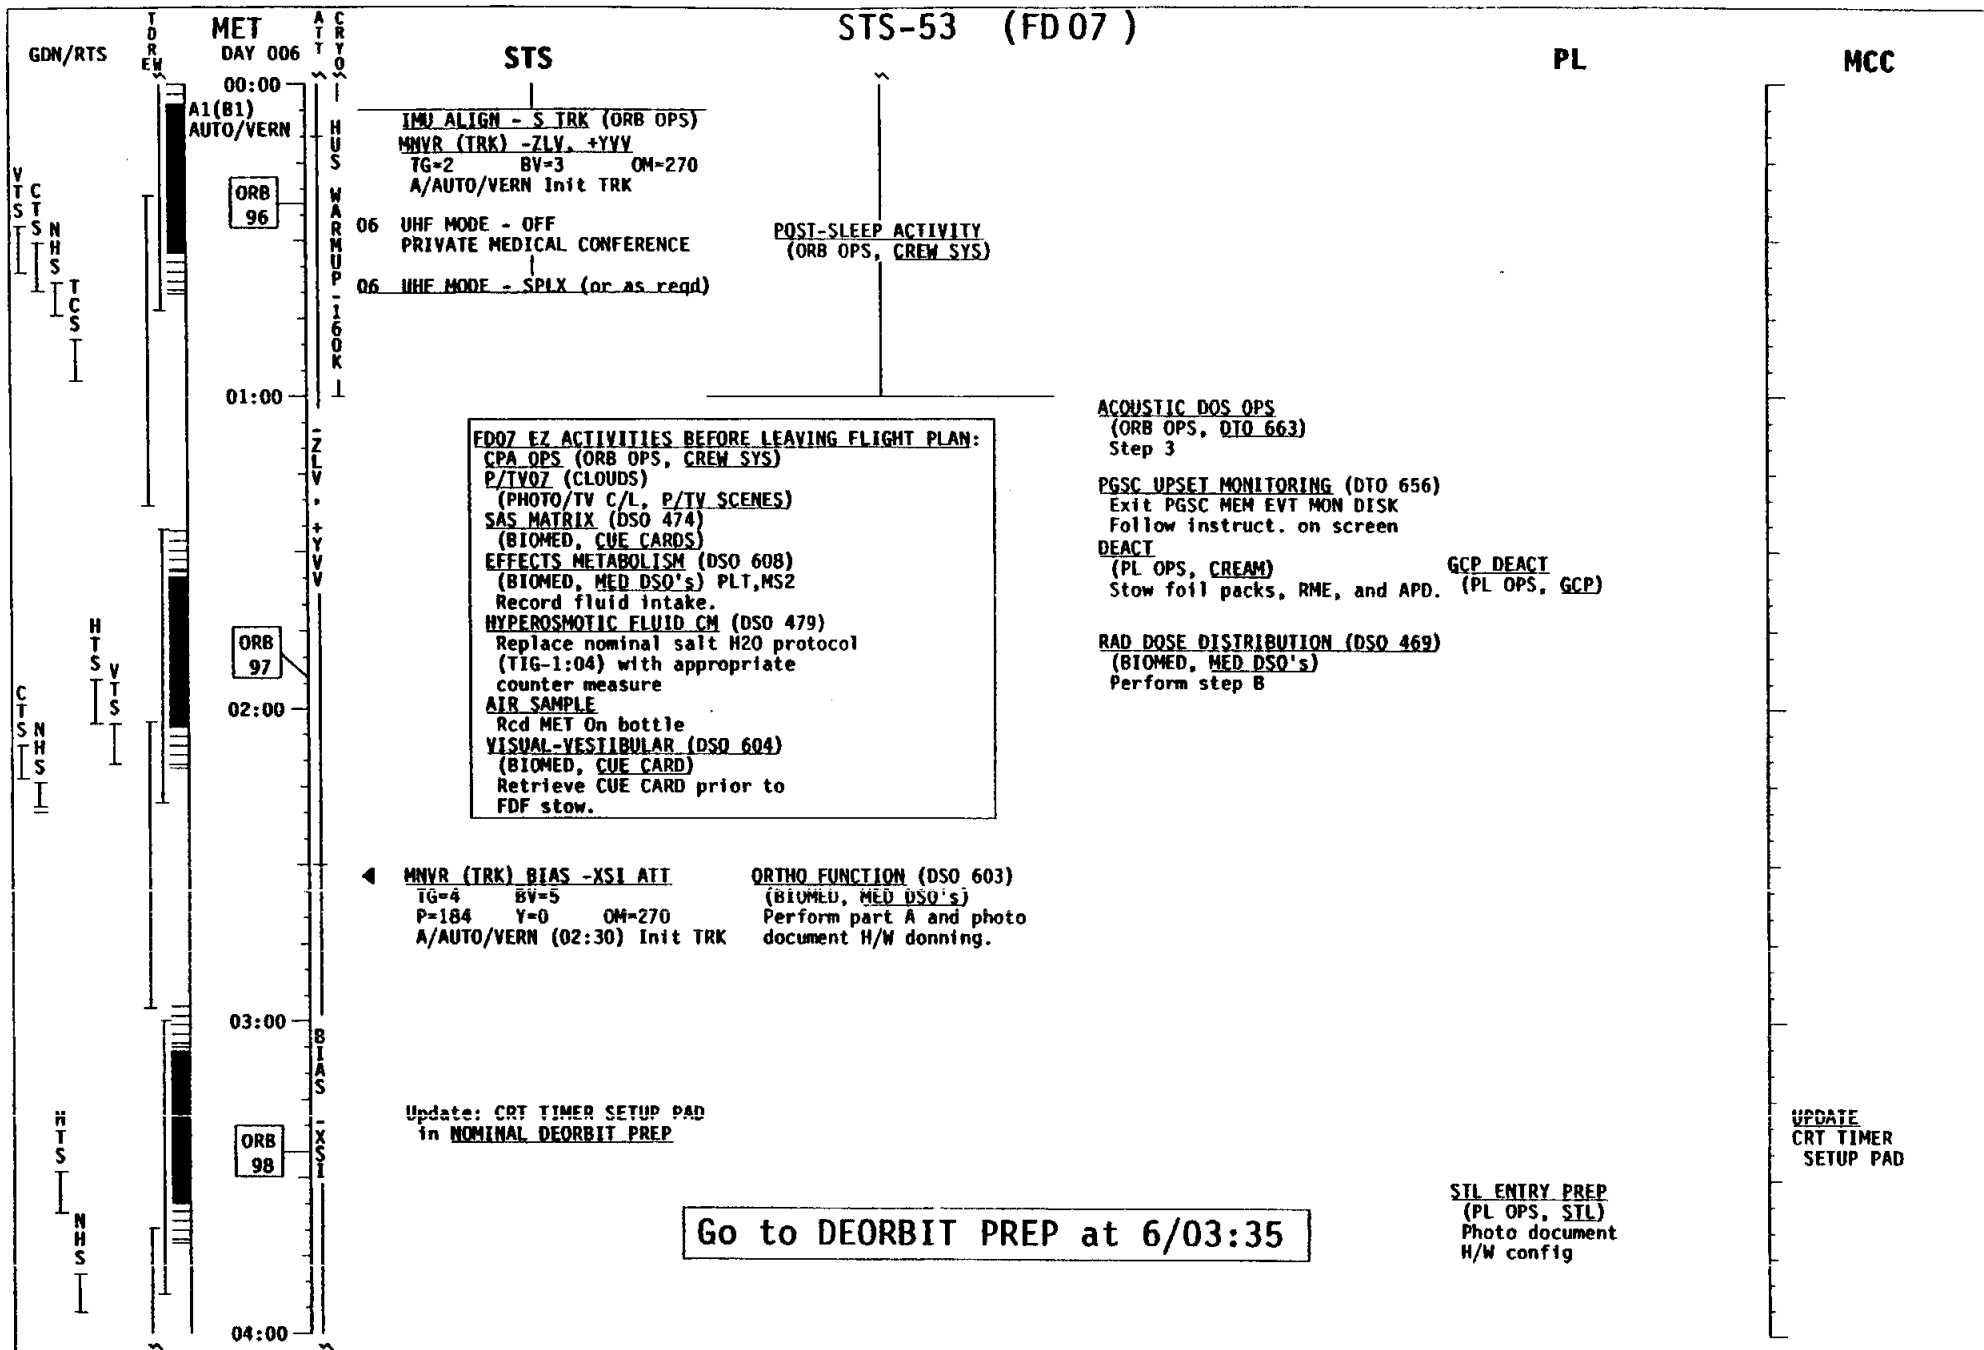 STS-53 (FD 07 )
GDN/RTS
TDRE W
MET
DAY 006
ATT
CRYO
STS
PL
MCC
00:00
A1(B1)
AUTO/VERN
HUS WARMUP-160K
IMU ALIGN - S TRK (ORB OPS)
MNVR (TRK) -ZLV, +YVV
TG=2 BV=3 OM=270
A/AUTO/VERN Init TRK
VTS
CTS
NHS
TCS
ORB
96
06 UHF MODE - OFF
PRIVATE MEDICAL CONFERENCE
06 UHF MODE - SPLX (or as reqd)
POST-SLEEP ACTIVITY
(ORB OPS, CREW SYS)
01:00
-ZLV, +YVV
FD07 EZ ACTIVITIES BEFORE LEAVING FLIGHT PLAN:
CPA OPS (ORB OPS, CREW SYS)
P/TV07 (CLOUDS)
(PHOTO/TV C/L, P/TV SCENES)
SAS MATRIX (DSO 474)
(BIOMED, CUE CARDS)
EFFECTS METABOLISM (DSO 608)
(BIOMED, MED DSO's) PLT,MS2
Record fluid intake.
HYPEROSMOTIC FLUID CM (DSO 479)
Replace nominal salt H2O protocol
(TIG-1:04) with appropriate
counter measure
AIR SAMPLE
Rcd MET On bottle
VISUAL-VESTIBULAR (DSO 604)
(BIOMED, CUE CARD)
Retrieve CUE CARD prior to
FDF stow.
ACOUSTIC DOS OPS
(ORB OPS, DTO 663)
Step 3
PGSC UPSET MONITORING (DTO 656)
Exit PGSC MEM EVT MON DISK
Follow instruct. on screen
DEACT
(PL OPS, CREAM)
Stow foil packs, RME, and APD.
GCP DEACT
(PL OPS, GCP)
RAD DOSE DISTRIBUTION (DSO 469)
(BIOMED, MED DSO's)
Perform step B
HTS
VTS
CTS
NHS
ORB
97
02:00
MNVR (TRK) BIAS -XSI ATT
TG=4 BV=5
P=184 Y=0 OM=270
A/AUTO/VERN (02:30) Init TRK
ORTHO FUNCTION (DSO 603)
(BIOMED, MED DSO's)
Perform part A and photo
document H/W donning.
03:00
BIAS -XSI
HTS
NHS
ORB
98
Update: CRT TIMER SETUP PAD
in NOMINAL DEORBIT PREP
UPDATE
CRT TIMER
SETUP PAD
STL ENTRY PREP
(PL OPS, STL)
Photo document
H/W config
Go to DEORBIT PREP at 6/03:35
04:00